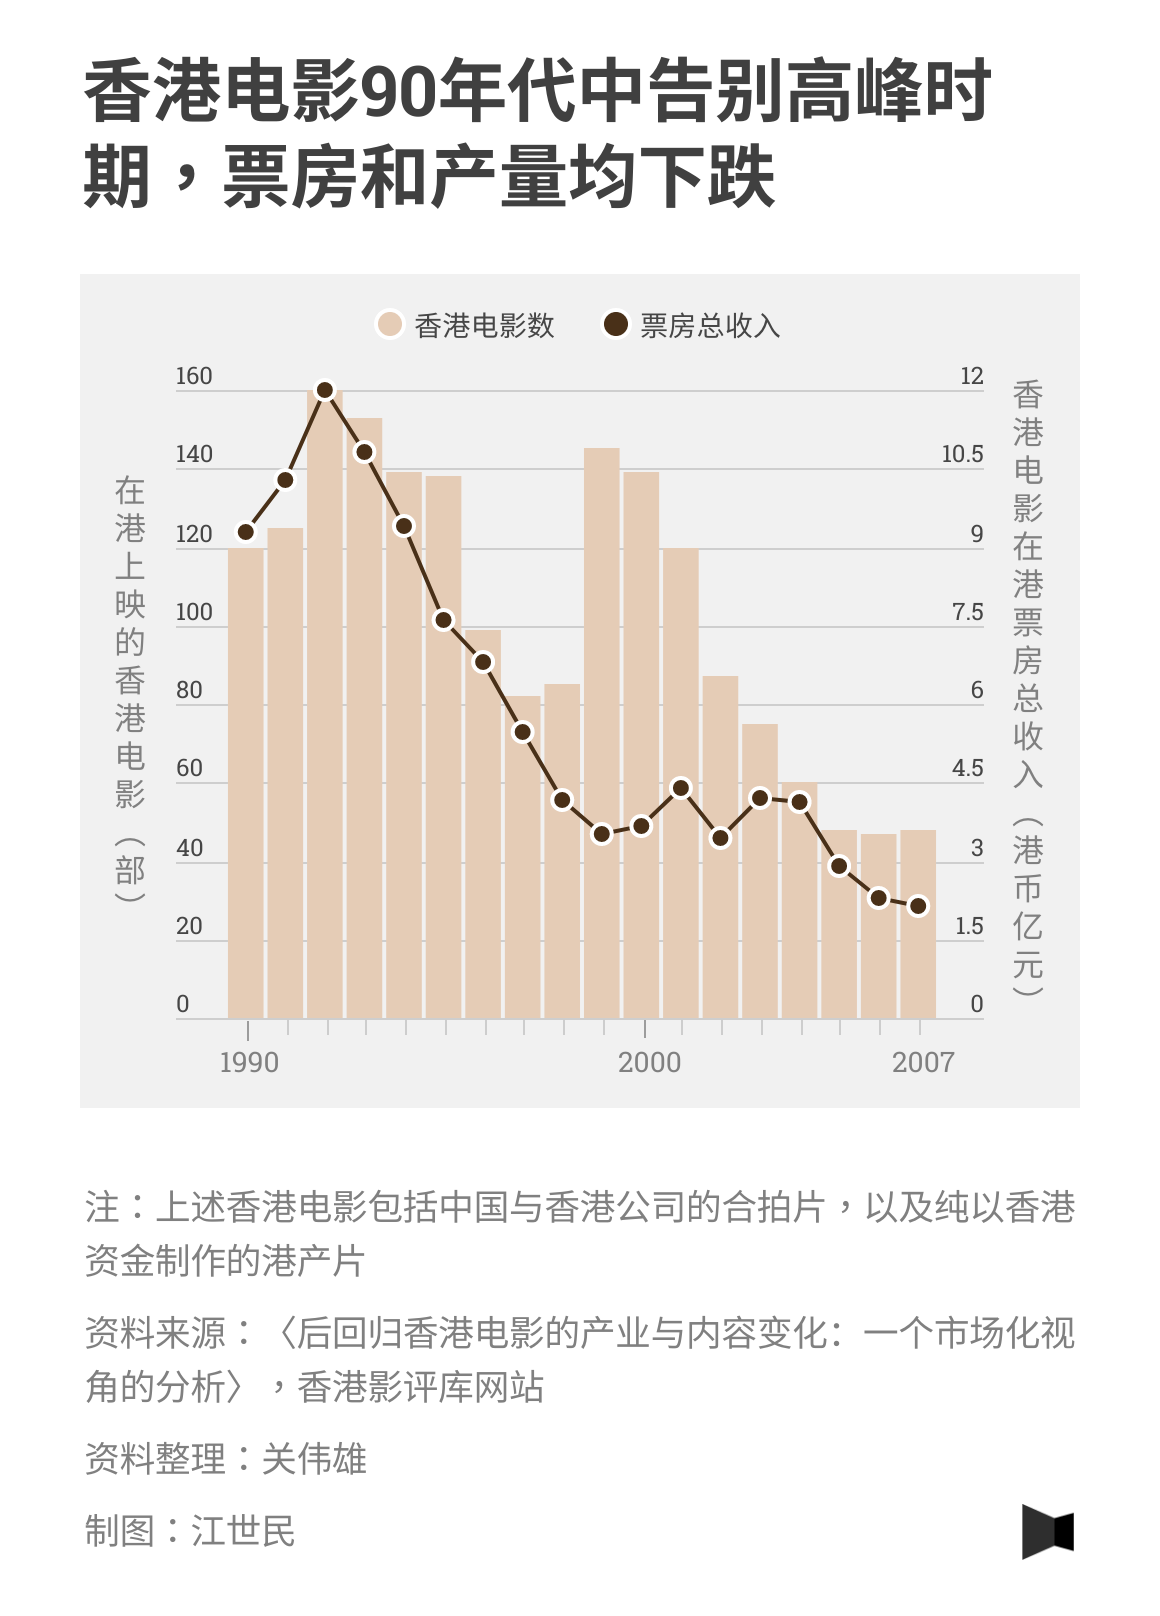 香港电影90年代中告别高峰时
期，票房和产量均下跌
香港电影数 票房总收入
在港上映的香港电影（部）
160
140
120
100
80
60
40
20
0
12
10.5
9
7.5
6
4.5
3
1.5
0
香港电影在港票房总收入（港币亿元）
1990 2000 2007
注：上述香港电影包括中国与香港公司的合拍片，以及纯以香港
资金制作的港产片
资料来源：〈后回归香港电影的产业与内容变化：一个市场化视
角的分析〉，香港影评库网站
资料整理：关伟雄
制图：江世民